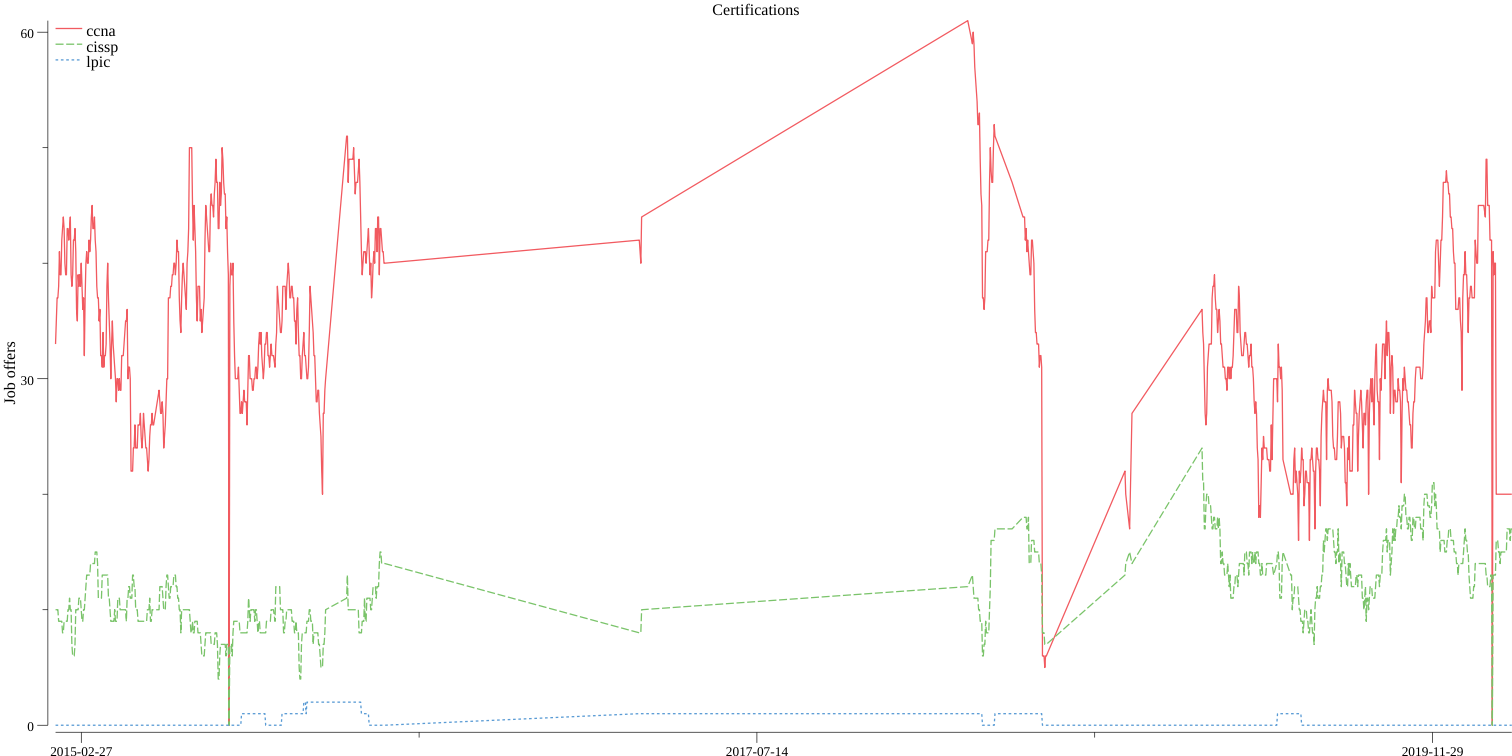 Certifications
ccna
cissp
lpic
60
30
0
Job offers
2015-02-27
2017-07-14
2019-11-29